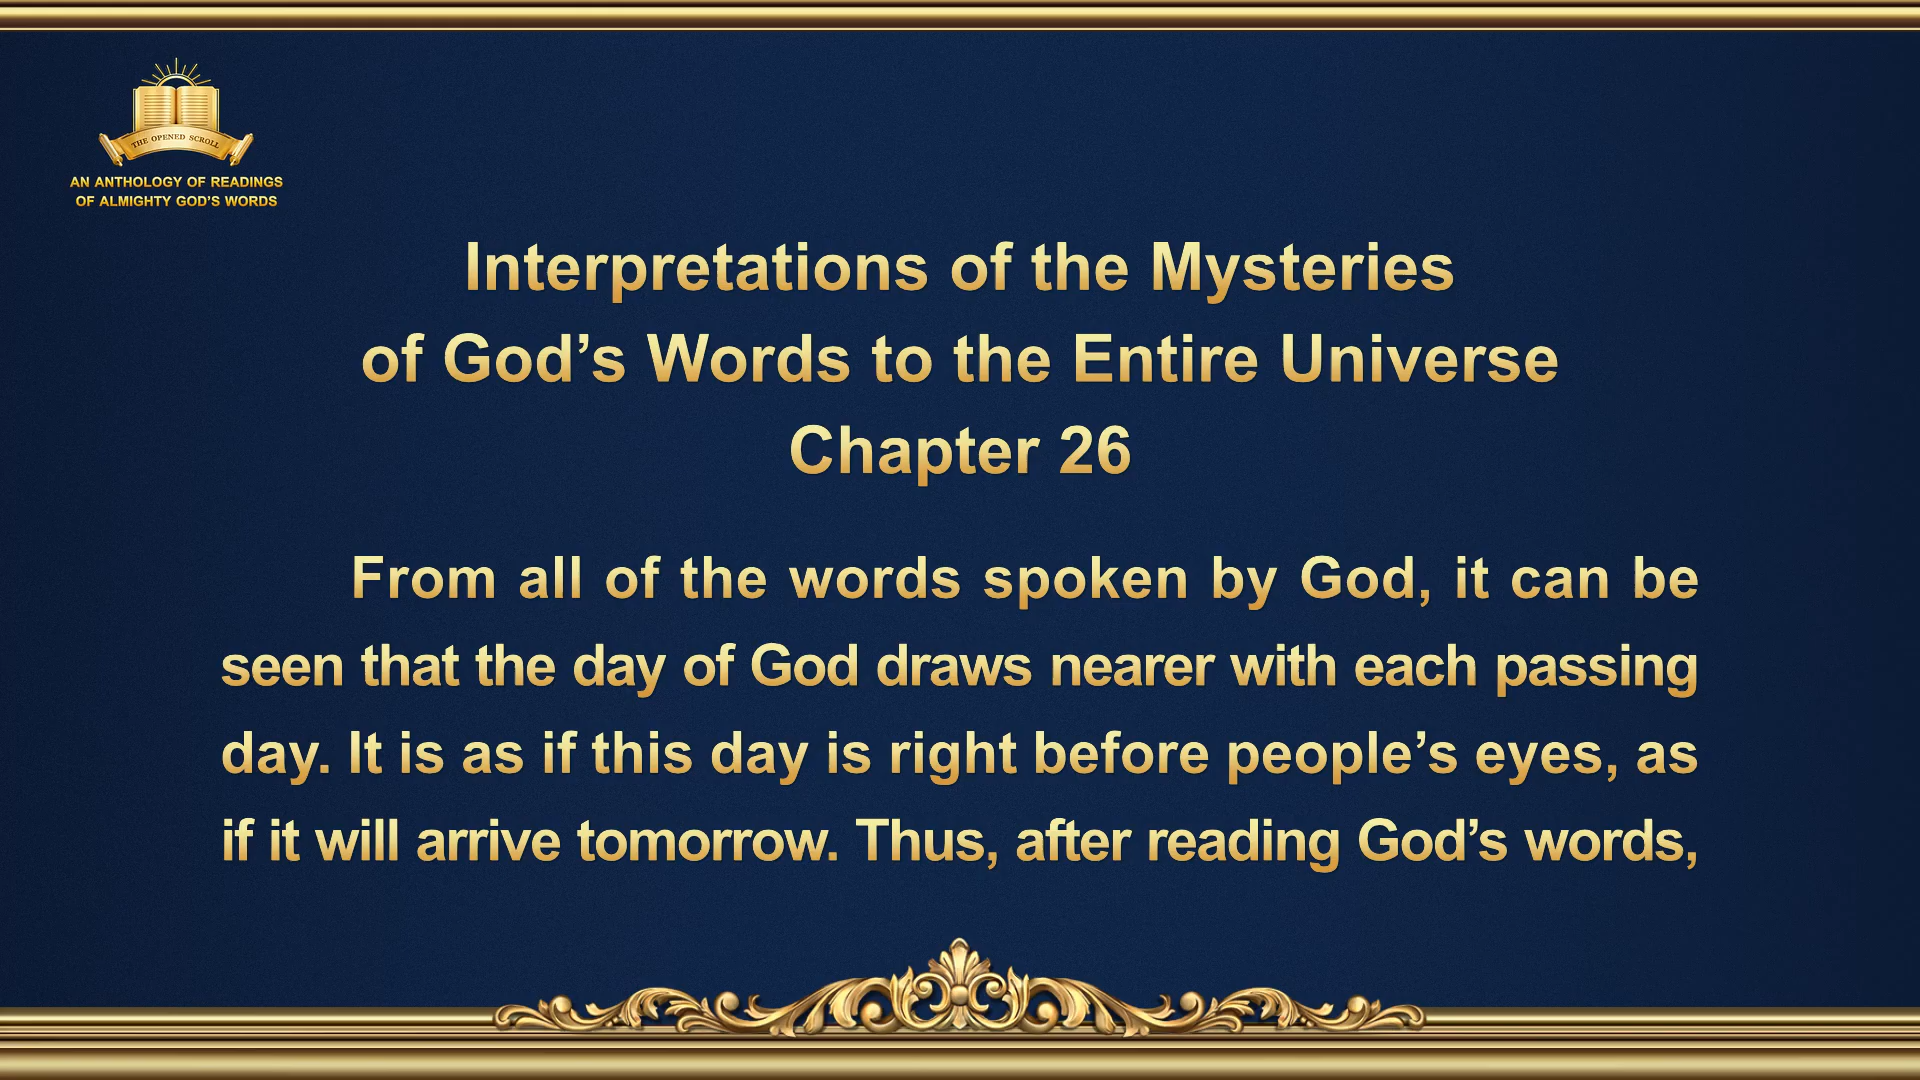 THE OPENED SCROLL
AN ANTHOLOGY OF READINGS
OF ALMIGHTY GOD’S WORDS
Interpretations of the Mysteries
of God’s Words to the Entire Universe
Chapter 26
From all of the words spoken by God, it can be
seen that the day of God draws nearer with each passing
day. It is as if this day is right before people’s eyes, as
if it will arrive tomorrow. Thus, after reading God’s words,